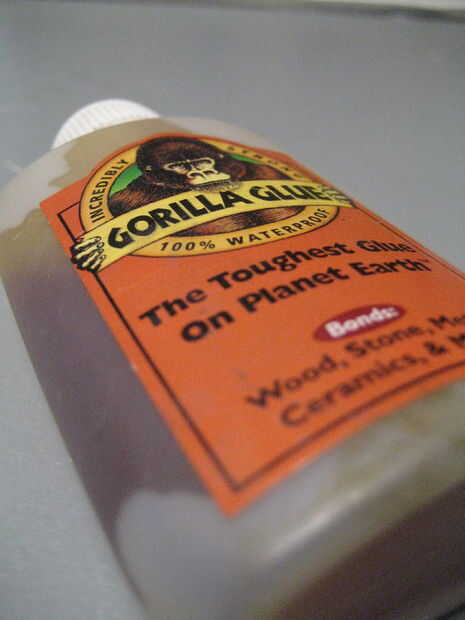 INCREDIBLY STRONG
GORILLA GLUE
100% WATERPROOF
The Toughest Glue
On Planet Earth™
Bonds:
Wood, Stone,
Ceramics, &